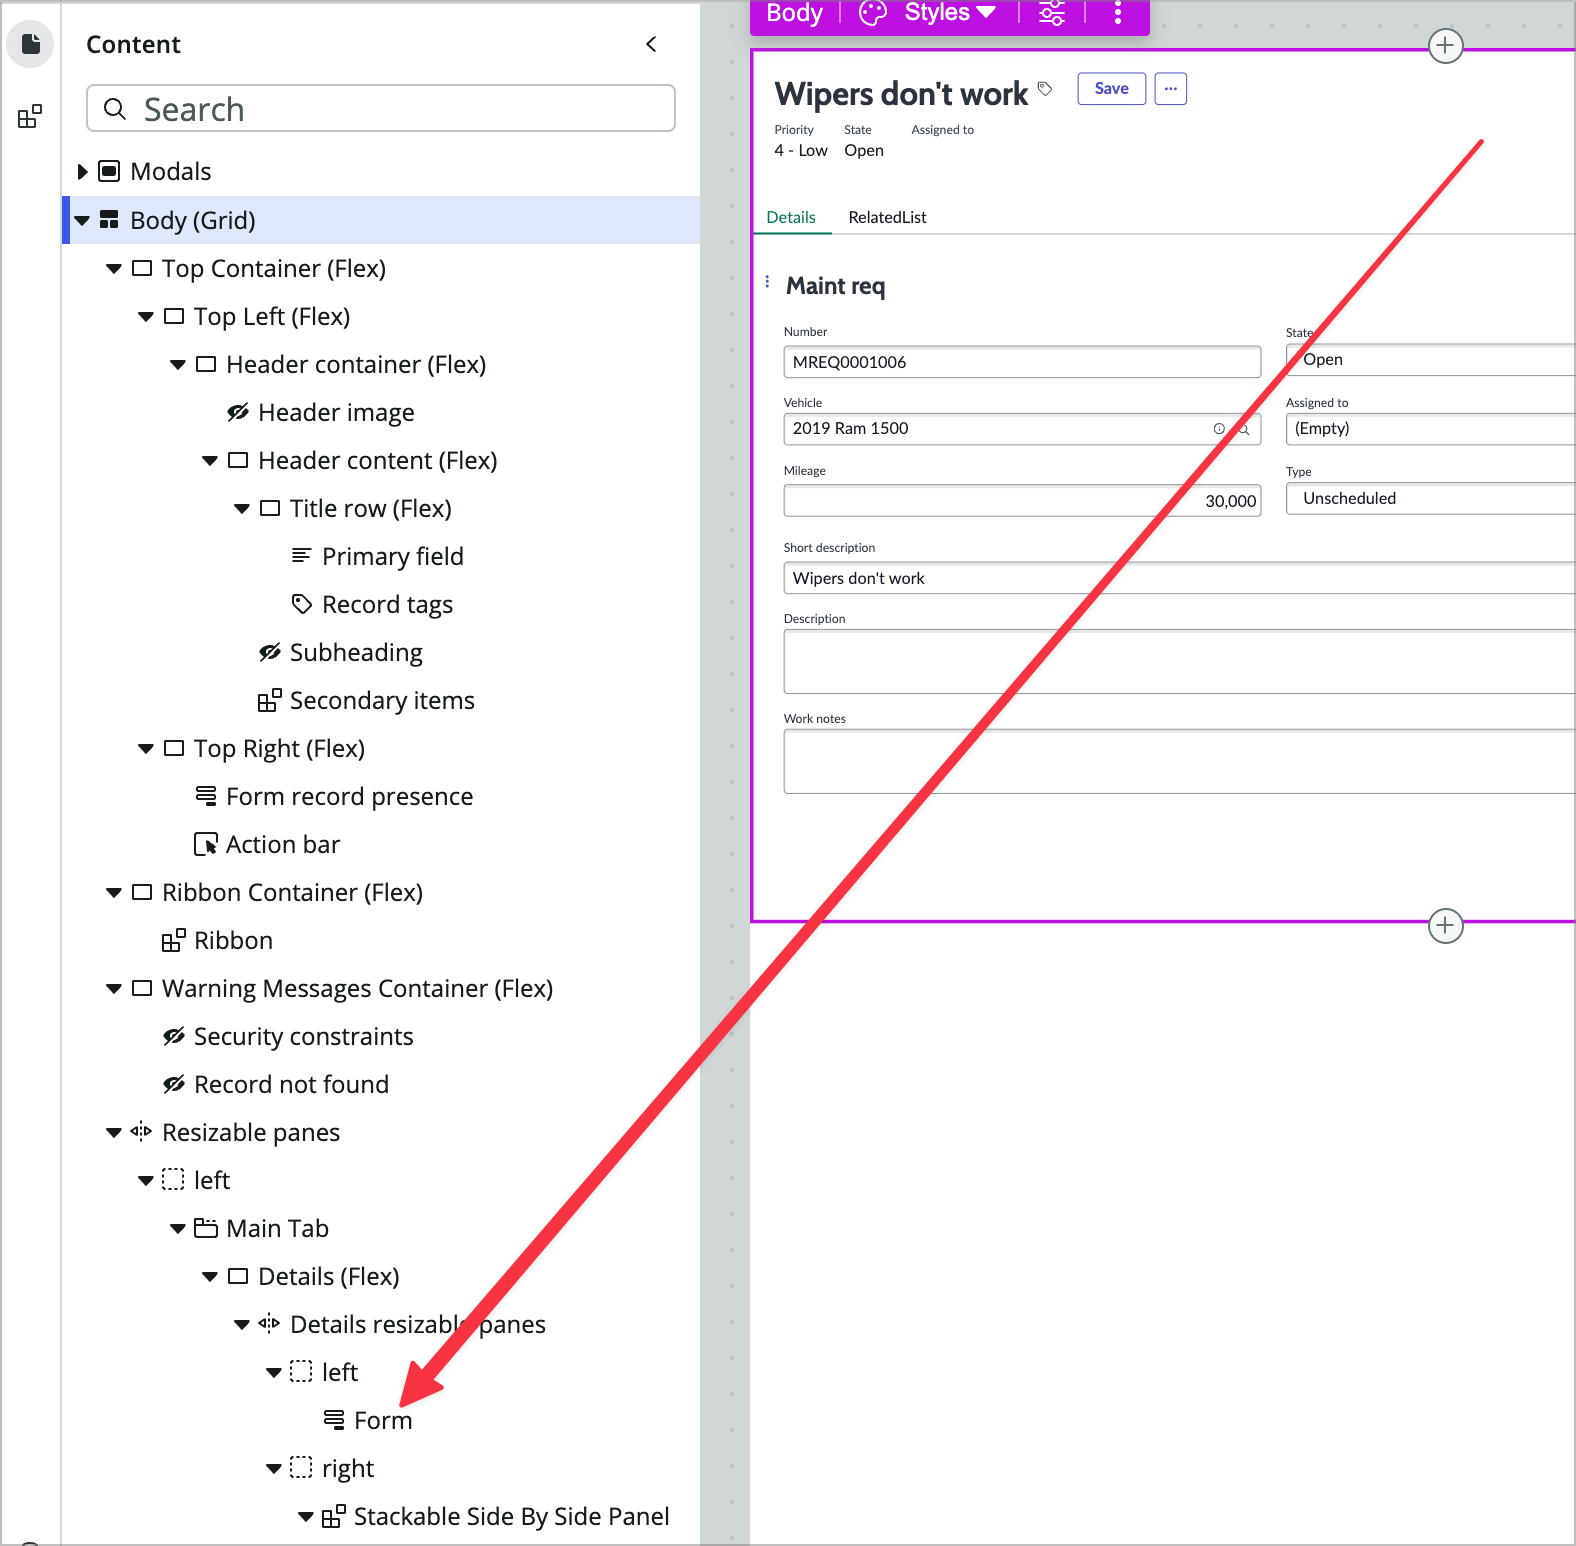 Content
Search
Modals
Body (Grid)
Top Container (Flex)
Top Left (Flex)
Header container (Flex)
Header image
Header content (Flex)
Title row (Flex)
Primary field
Record tags
Subheading
Secondary items
Top Right (Flex)
Form record presence
Action bar
Ribbon Container (Flex)
Ribbon
Warning Messages Container (Flex)
Security constraints
Record not found
Resizable panes
left
Main Tab
Details (Flex)
Details resizable panes
left
Form
right
Stackable Side By Side Panel
Body Styles
Wipers don't work Save
Priority State Assigned to
4 - Low Open
Details RelatedList
Maint req
Number State
MREQ0001006 Open
Vehicle Assigned to
2019 Ram 1500 (Empty)
Mileage Type
30,000 Unscheduled
Short description
Wipers don't work
Description
Work notes